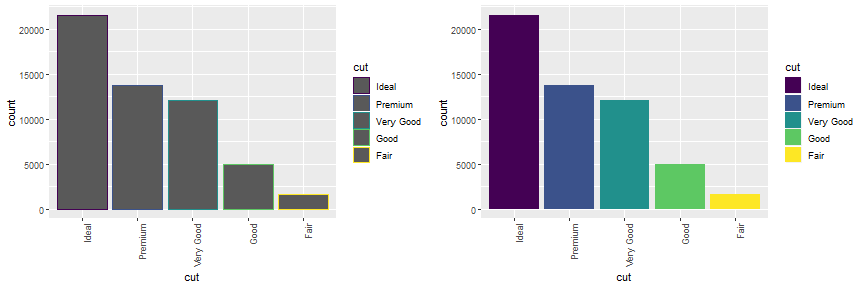 count
20000
15000
10000
5000
0
Ideal
Premium
Very Good
Good
Fair
cut
cut
Ideal
Premium
Very Good
Good
Fair
count
20000
15000
10000
5000
0
Ideal
Premium
Very Good
Good
Fair
cut
cut
Ideal
Premium
Very Good
Good
Fair